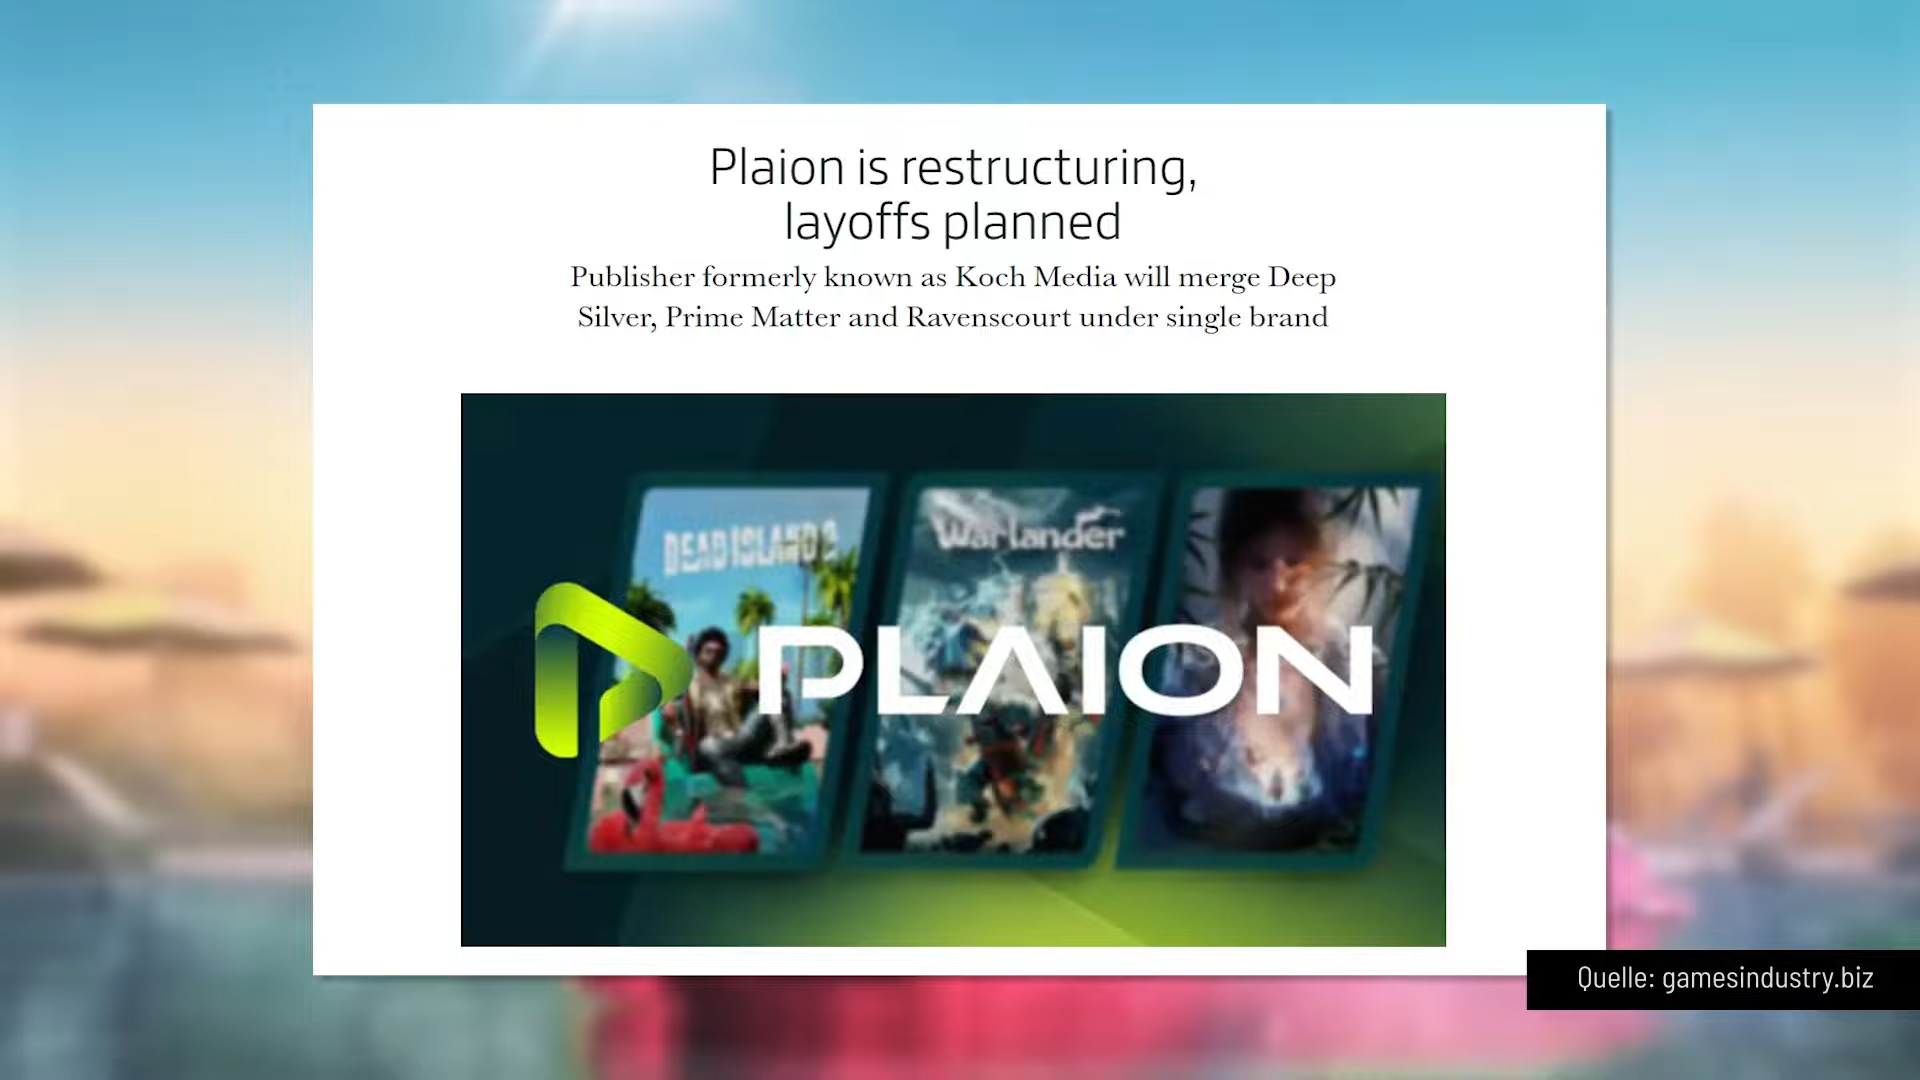 Plaion is restructuring,
layoffs planned
Publisher formerly known as Koch Media will merge Deep
Silver, Prime Matter and Ravenscourt under single brand
DEAD ISLAND 2
Warlander
PLAION
Quelle: gamesindustry.biz